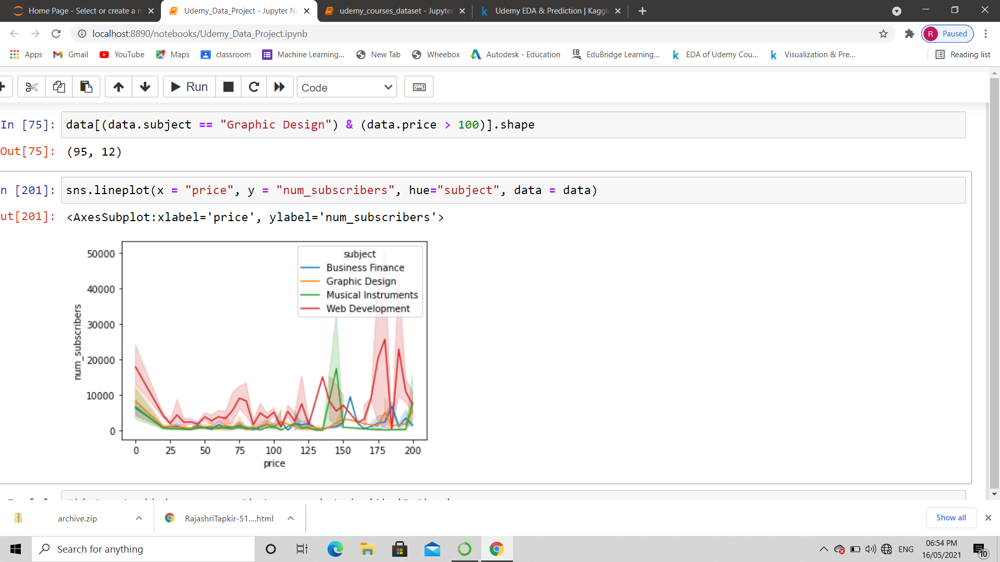 Home Page - Select or create a n
Udemy_Data_Project - Jupyter No
udemy_courses_dataset - Jupyter
Udemy EDA & Prediction | Kaggle
localhost:8890/notebooks/Udemy_Data_Project.ipynb
R Paused
Apps Gmail YouTube Maps classroom Machine Learning... New Tab Wheebox Autodesk - Education EB EduBridge Learning... k EDA of Udemy Cou... k Visualization & Pre... Reading list
Run Code
In [75]: data[(data.subject == "Graphic Design") & (data.price > 100)].shape
Out[75]: (95, 12)
n [201]: sns.lineplot(x = "price", y = "num_subscribers", hue="subject", data = data)
ut[201]: <AxesSubplot:xlabel='price', ylabel='num_subscribers'>
subject
Business Finance
Graphic Design
Musical Instruments
Web Development
50000
40000
30000
20000
10000
0
num_subscribers
0 25 50 75 100 125 150 175 200
price
archive.zip
RajashriTapkir-51....html
Show all
Search for anything
ENG
06:54 PM
16/05/2021
10